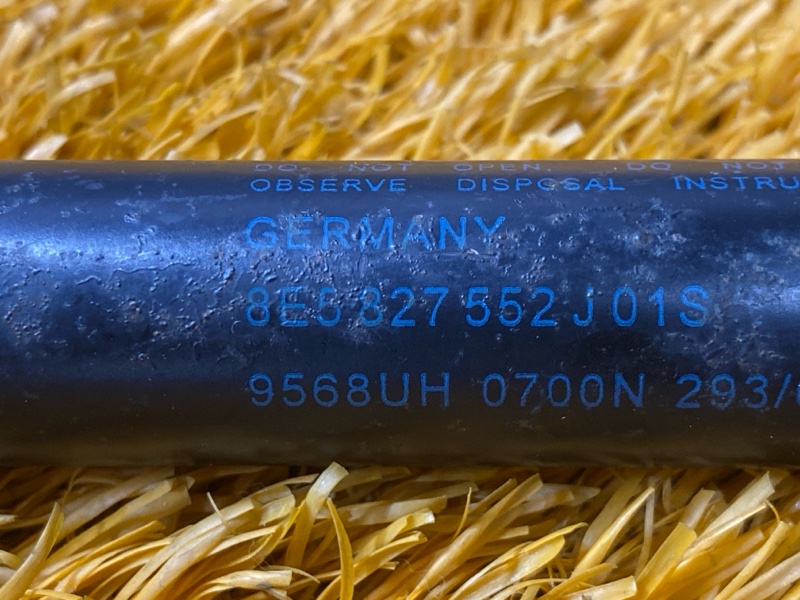 DO NOT OPEN. DO NOT
OBSERVE DISPOSAL INSTRU
GERMANY
8E5 827 552 J 01S
9568UH 0700N 293/